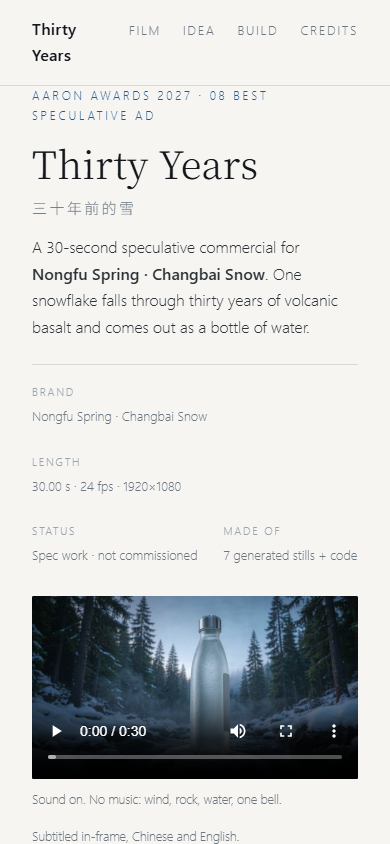 Thirty Years
FILM IDEA BUILD CREDITS
AARON AWARDS 2027 · 08 BEST
SPECULATIVE AD
Thirty Years
三十年前的雪
A 30-second speculative commercial for
Nongfu Spring · Changbai Snow. One
snowflake falls through thirty years of volcanic
basalt and comes out as a bottle of water.
BRAND
Nongfu Spring · Changbai Snow
LENGTH
30.00 s · 24 fps · 1920×1080
STATUS
Spec work · not commissioned
MADE OF
7 generated stills + code
0:00 / 0:30
Sound on. No music: wind, rock, water, one bell.
Subtitled in-frame, Chinese and English.